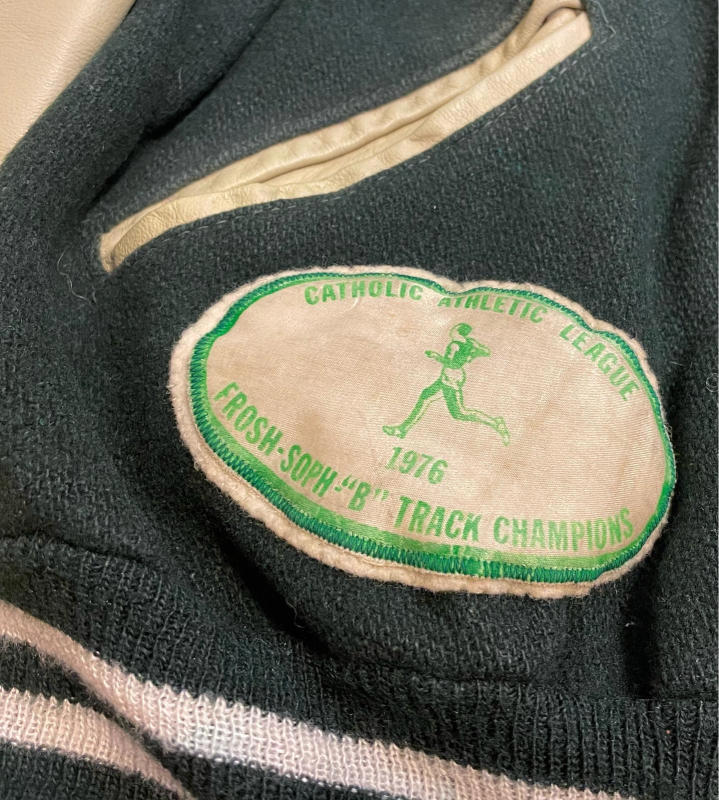 CATHOLIC ATHLETIC LEAGUE
1976
FROSH-SOPH-"B" TRACK CHAMPIONS